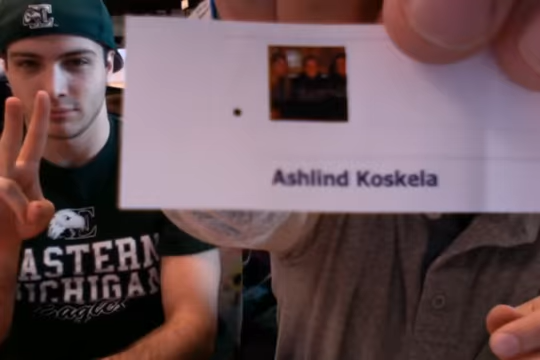 E
Ashlind Koskela
E
EASTERN
MICHIGAN
Eagles